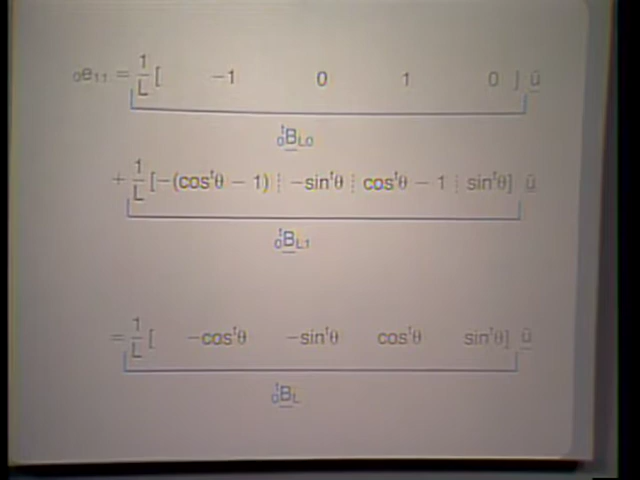 ₀e₁₁ = 1/L [ −1 0 1 0 ] û
ᵗ₀B_L0
+ 1/L [−(cosᵗθ − 1) ⋮ −sinᵗθ ⋮ cosᵗθ − 1 ⋮ sinᵗθ] û
ᵗ₀B_L1
= 1/L [ −cosᵗθ −sinᵗθ cosᵗθ sinᵗθ] û
ᵗ₀B_L